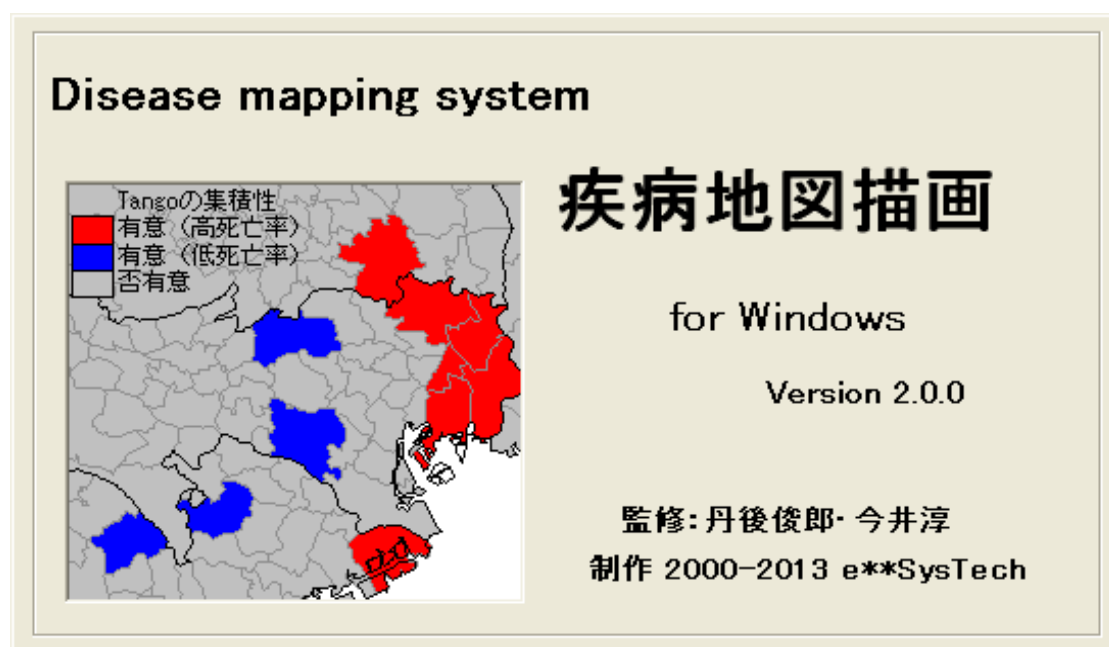 Disease mapping system
Tangoの集積性
有意（高死亡率）
有意（低死亡率）
否有意
疾病地図描画
for Windows
Version 2.0.0
監修：丹後俊郎・今井淳
制作 2000-2013 e**SysTech